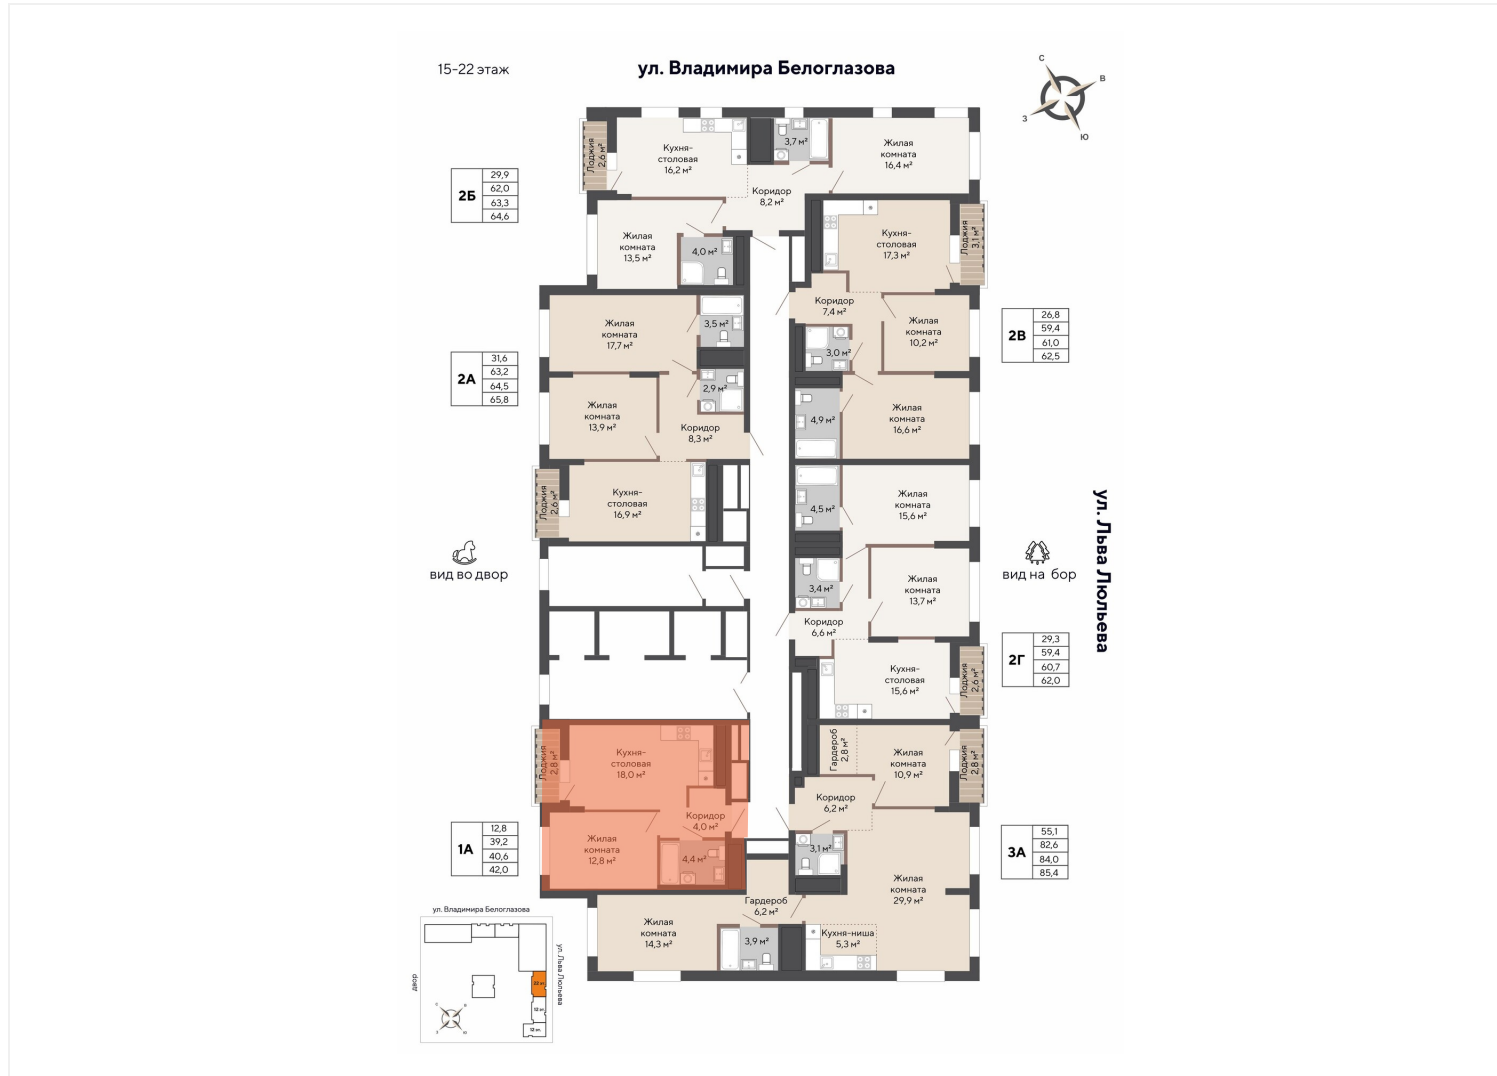 15-22 этаж
ул. Владимира Белоглазова
С
В
З
Ю
2Б
29,9
62,0
63,3
64,6
Лоджия
2,6 м²
Кухня-
столовая
16,2 м²
3,7 м²
Жилая
комната
16,4 м²
Коридор
8,2 м²
Жилая
комната
13,5 м²
4,0 м²
Кухня-
столовая
17,3 м²
Лоджия
3,1 м²
Коридор
7,4 м²
Жилая
комната
10,2 м²
3,0 м²
2В
26,8
59,4
61,0
62,5
Жилая
комната
17,7 м²
3,5 м²
2А
31,6
63,2
64,5
65,8
2,9 м²
Жилая
комната
13,9 м²
Коридор
8,3 м²
4,9 м²
Жилая
комната
16,6 м²
Лоджия
2,6 м²
Кухня-
столовая
16,9 м²
4,5 м²
Жилая
комната
15,6 м²
ул. Льва Люльева
вид во двор
вид на бор
3,4 м²
Жилая
комната
13,7 м²
Коридор
6,6 м²
Кухня-
столовая
15,6 м²
Лоджия
2,6 м²
2Г
29,3
59,4
60,7
62,0
Лоджия
2,8 м²
Кухня-
столовая
18,0 м²
Коридор
4,0 м²
Жилая
комната
12,8 м²
4,4 м²
1А
12,8
39,2
40,6
42,0
Гардероб
2,8 м²
Жилая
комната
10,9 м²
Лоджия
2,8 м²
Коридор
6,2 м²
3,1 м²
Жилая
комната
29,9 м²
3А
55,1
82,6
84,0
85,4
Гардероб
6,2 м²
Жилая
комната
14,3 м²
3,9 м²
Кухня-ниша
5,3 м²
ул. Владимира Белоглазова
ул. Льва Люльева
двор
22 эт.
12 эт.
12 эт.
С
В
З
Ю